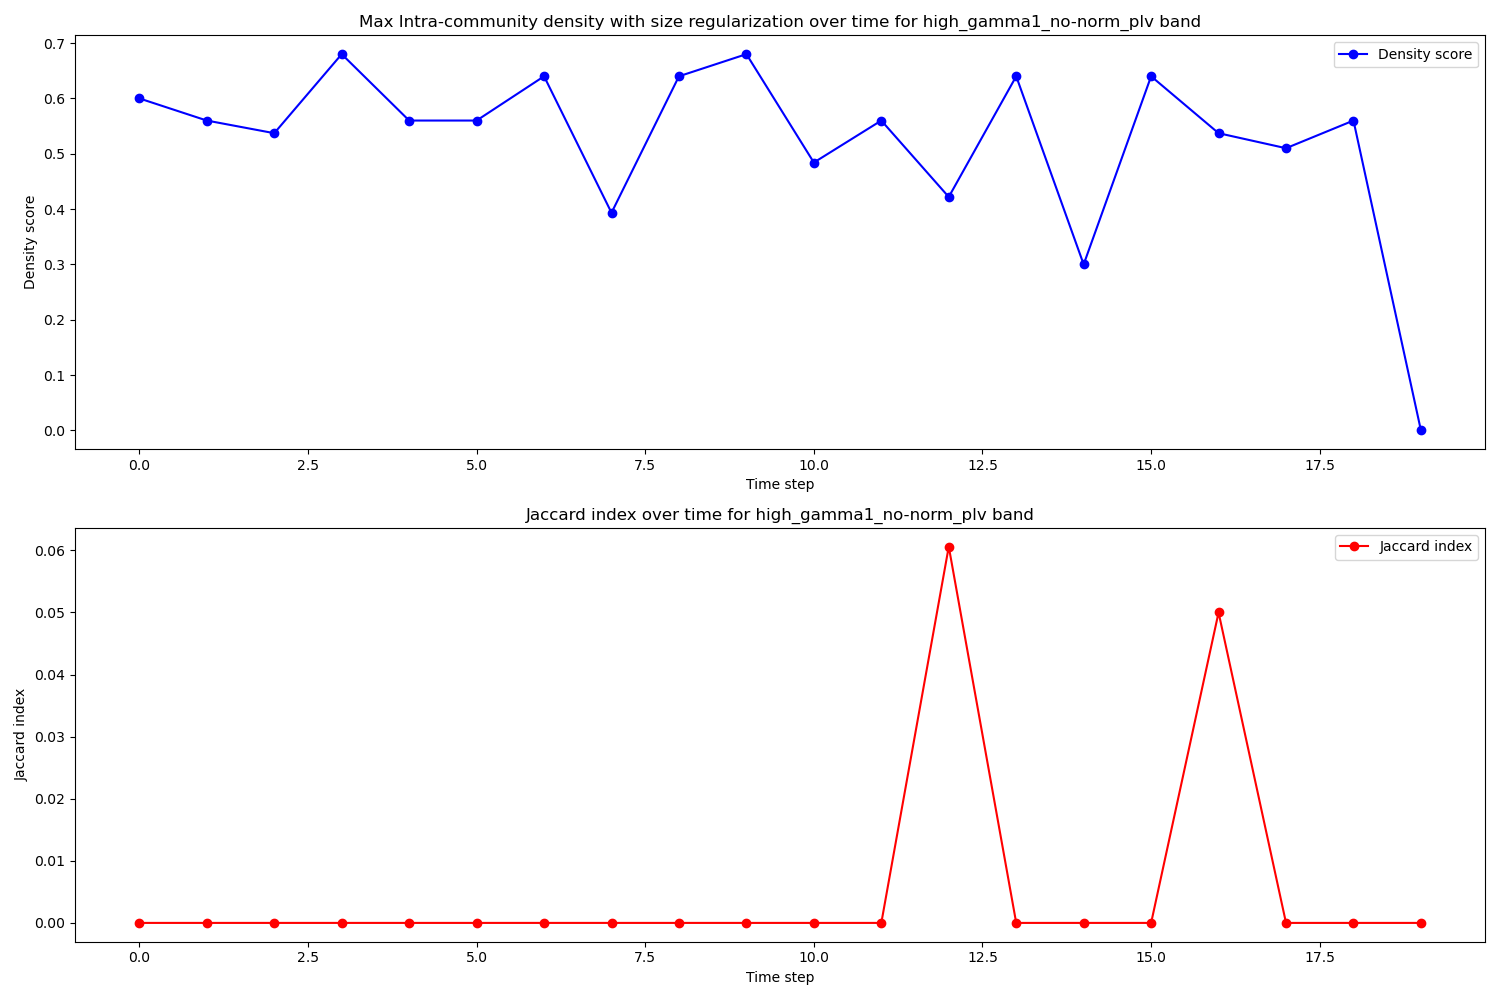 Max Intra-community density with size regularization over time for high_gamma1_no-norm_plv band
Density score
0.7
0.6
0.5
0.4
0.3
0.2
0.1
0.0
Density score
0.0 2.5 5.0 7.5 10.0 12.5 15.0 17.5
Time step
Jaccard index over time for high_gamma1_no-norm_plv band
Jaccard index
0.06
0.05
0.04
0.03
0.02
0.01
0.00
Jaccard index
0.0 2.5 5.0 7.5 10.0 12.5 15.0 17.5
Time step